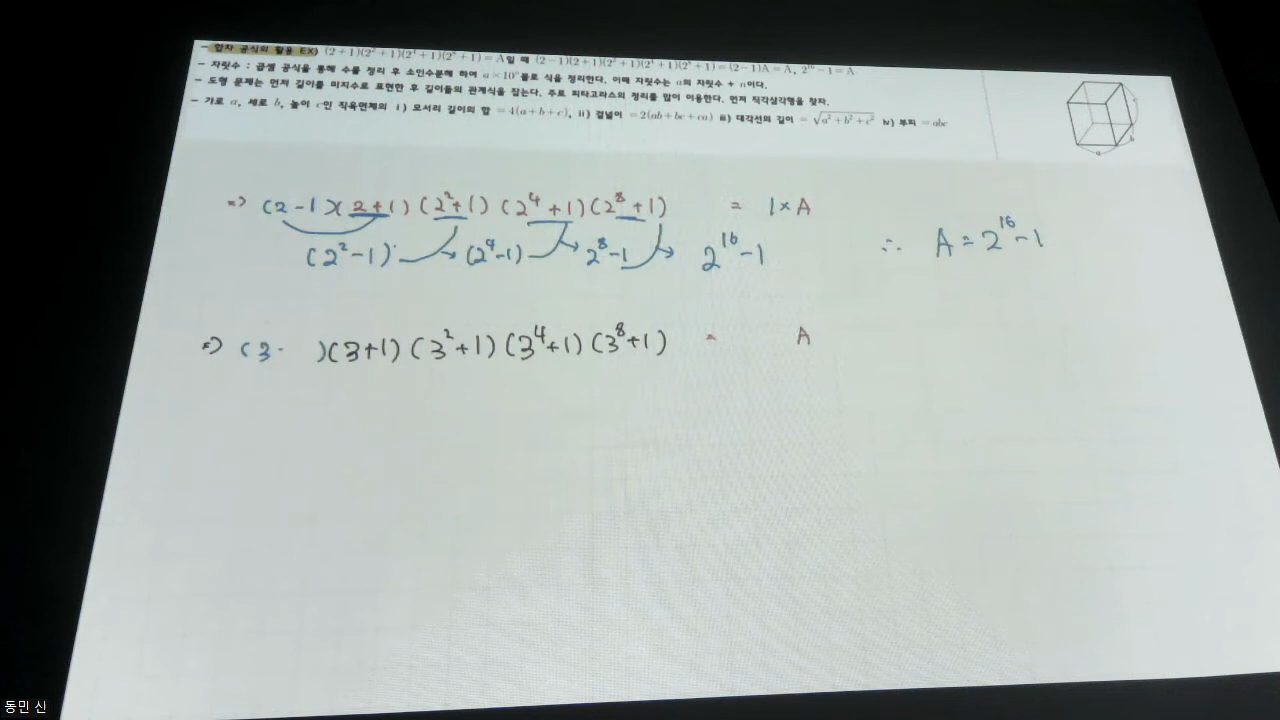 - 합차 공식의 활용 EX) (2+1)(2²+1)(2⁴+1)(2⁸+1)=A일 때 (2-1)(2+1)(2²+1)(2⁴+1)(2⁸+1)=(2-1)A=A, 2¹⁶-1=A
- 자릿수 : 곱셈 공식을 통해 수를 정리 후 소인수분해 하여 a×10ⁿ꼴로 식을 정리한다. 이때 자릿수는 a의 자릿수 + n이다.
- 도형 문제는 먼저 길이를 미지수로 표현한 후 길이들의 관계식을 잡는다. 주로 피타고라스의 정리를 많이 이용한다. 먼저 직각삼각형을 찾자.
- 가로 a, 세로 b, 높이 c인 직육면체의 i) 모서리 길이의 합 =4(a+b+c), ii) 겉넓이 =2(ab+bc+ca) iii) 대각선의 길이 = √a²+b²+c² iv) 부피 =abc
c
b
a
=> (2-1)(2+1)(2²+1)(2⁴+1)(2⁸+1) = 1×A
(2²-1) (2⁴-1) 2⁸-1 2¹⁶-1 ∴ A=2¹⁶-1
=> (3- )(3+1)(3²+1)(3⁴+1)(3⁸+1) = A
동민 신